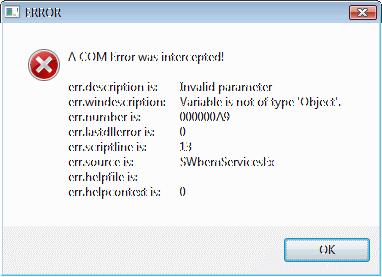 ERROR
A COM Error was intercepted!
err.description is: Invalid parameter
err.windescription: Variable is not of type 'Object'.
err.number is: 000000A9
err.lastdllerror is: 0
err.scriptline is: 13
err.source is: SWbemServicesEx
err.helpfile is:
err.helpcontext is: 0
OK